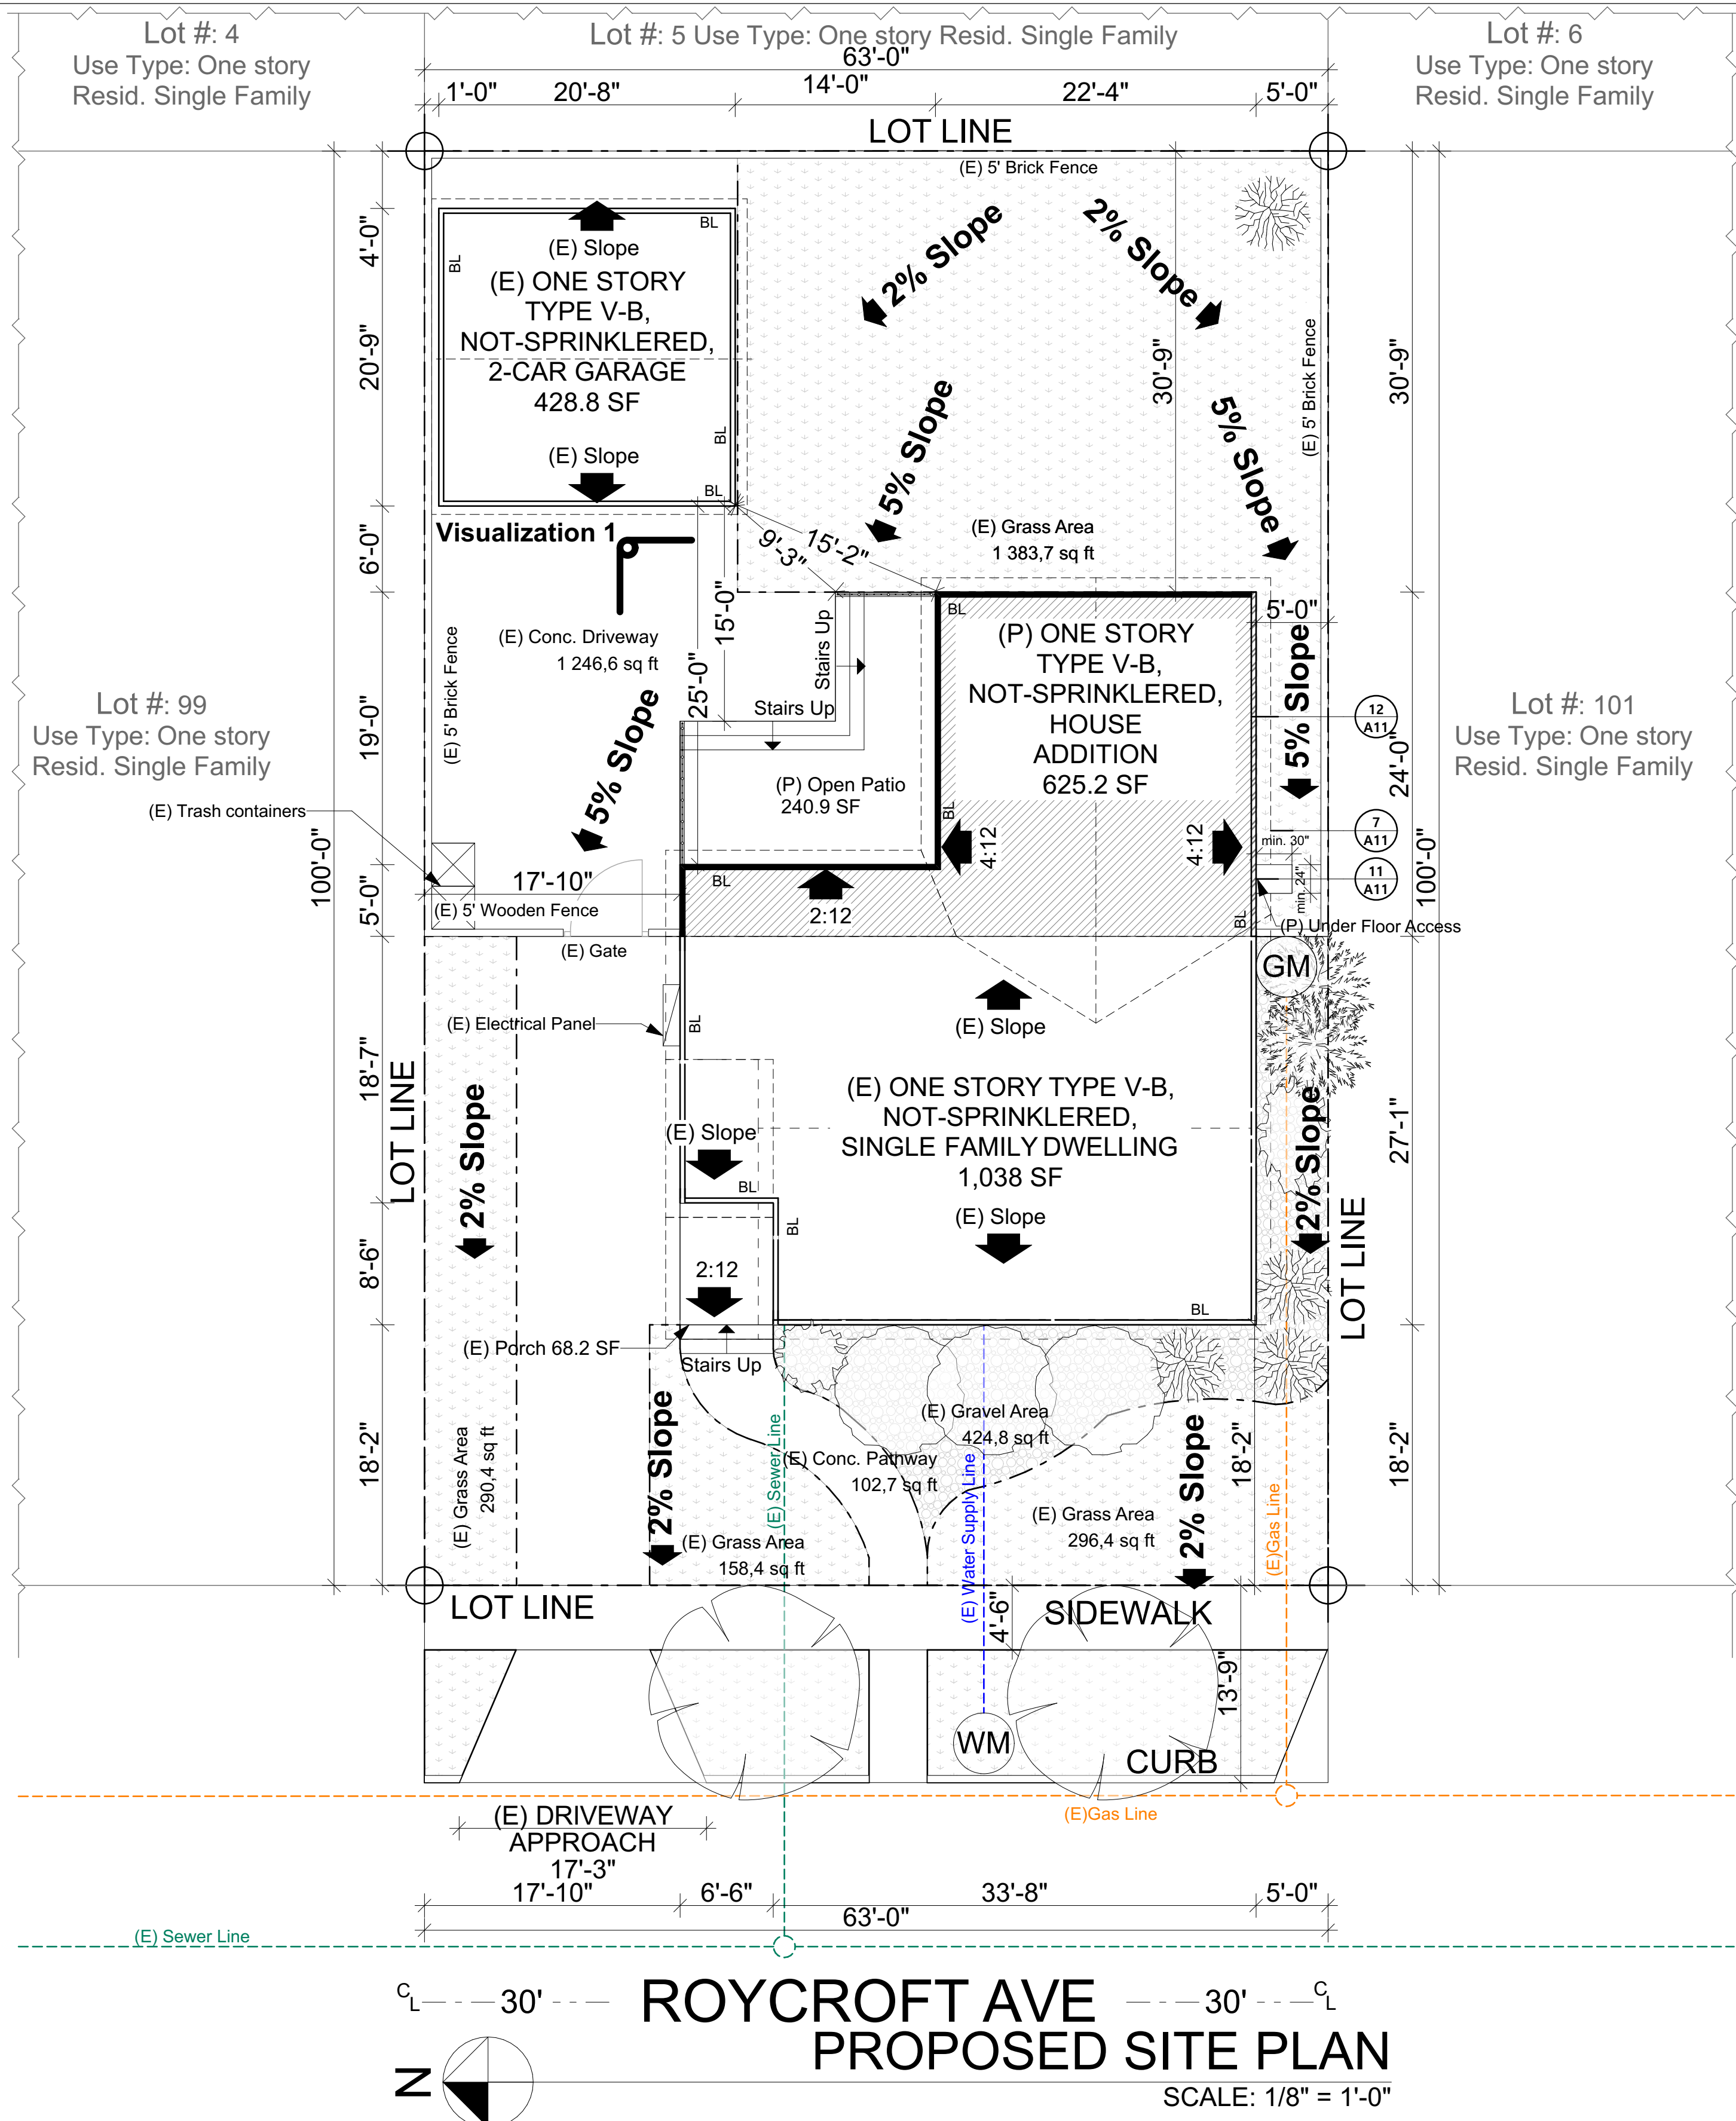 Lot #: 4
Use Type: One story
Resid. Single Family
Lot #: 5 Use Type: One story Resid. Single Family
Lot #: 6
Use Type: One story
Resid. Single Family
63'-0"
1'-0"
20'-8"
14'-0"
22'-4"
5'-0"
LOT LINE
(E) 5' Brick Fence
4'-0"
20'-9"
6'-0"
19'-0"
5'-0"
18'-7"
8'-6"
18'-2"
100'-0"
BL
BL
(E) Slope
(E) ONE STORY
TYPE V-B,
NOT-SPRINKLERED,
2-CAR GARAGE
428.8 SF
(E) Slope
BL
BL
2% Slope
2% Slope
5% Slope
5% Slope
30'-9"
(E) 5' Brick Fence
30'-9"
Visualization 1
9'-3"
15'-2"
(E) Grass Area
1 383,7 sq ft
15'-0"
25'-0"
(E) Conc. Driveway
1 246,6 sq ft
(E) 5' Brick Fence
5% Slope
Stairs Up
Stairs Up
(P) Open Patio
240.9 SF
BL
(P) ONE STORY
TYPE V-B,
NOT-SPRINKLERED,
HOUSE
ADDITION
625.2 SF
BL
4:12
4:12
5'-0"
5% Slope
12
A11
7
A11
11
A11
24'-0"
100'-0"
min. 30"
min. 24"
Lot #: 99
Use Type: One story
Resid. Single Family
Lot #: 101
Use Type: One story
Resid. Single Family
(E) Trash containers
17'-10"
(E) 5' Wooden Fence
(E) Gate
BL
2:12
BL
(P) Under Floor Access
GM
(E) Electrical Panel
BL
(E) Slope
(E) ONE STORY TYPE V-B,
NOT-SPRINKLERED,
SINGLE FAMILY DWELLING
1,038 SF
(E) Slope
(E) Slope
BL
BL
BL
2:12
LOT LINE
2% Slope
2% Slope
LOT LINE
27'-1"
18'-2"
(E) Porch 68.2 SF
Stairs Up
2% Slope
(E) Grass Area
290,4 sq ft
(E) Sewer Line
(E) Gravel Area
424,8 sq ft
(E) Conc. Pathway
102,7 sq ft
(E) Water Supply Line
(E) Grass Area
158,4 sq ft
(E) Grass Area
296,4 sq ft
2% Slope
18'-2"
(E)Gas Line
LOT LINE
4'-6"
SIDEWALK
13'-9"
WM
CURB
(E)Gas Line
(E) DRIVEWAY
APPROACH
17'-3"
17'-10"
6'-6"
33'-8"
5'-0"
63'-0"
(E) Sewer Line
CL
30'
ROYCROFT AVE
30'
CL
PROPOSED SITE PLAN
N
SCALE: 1/8" = 1'-0"